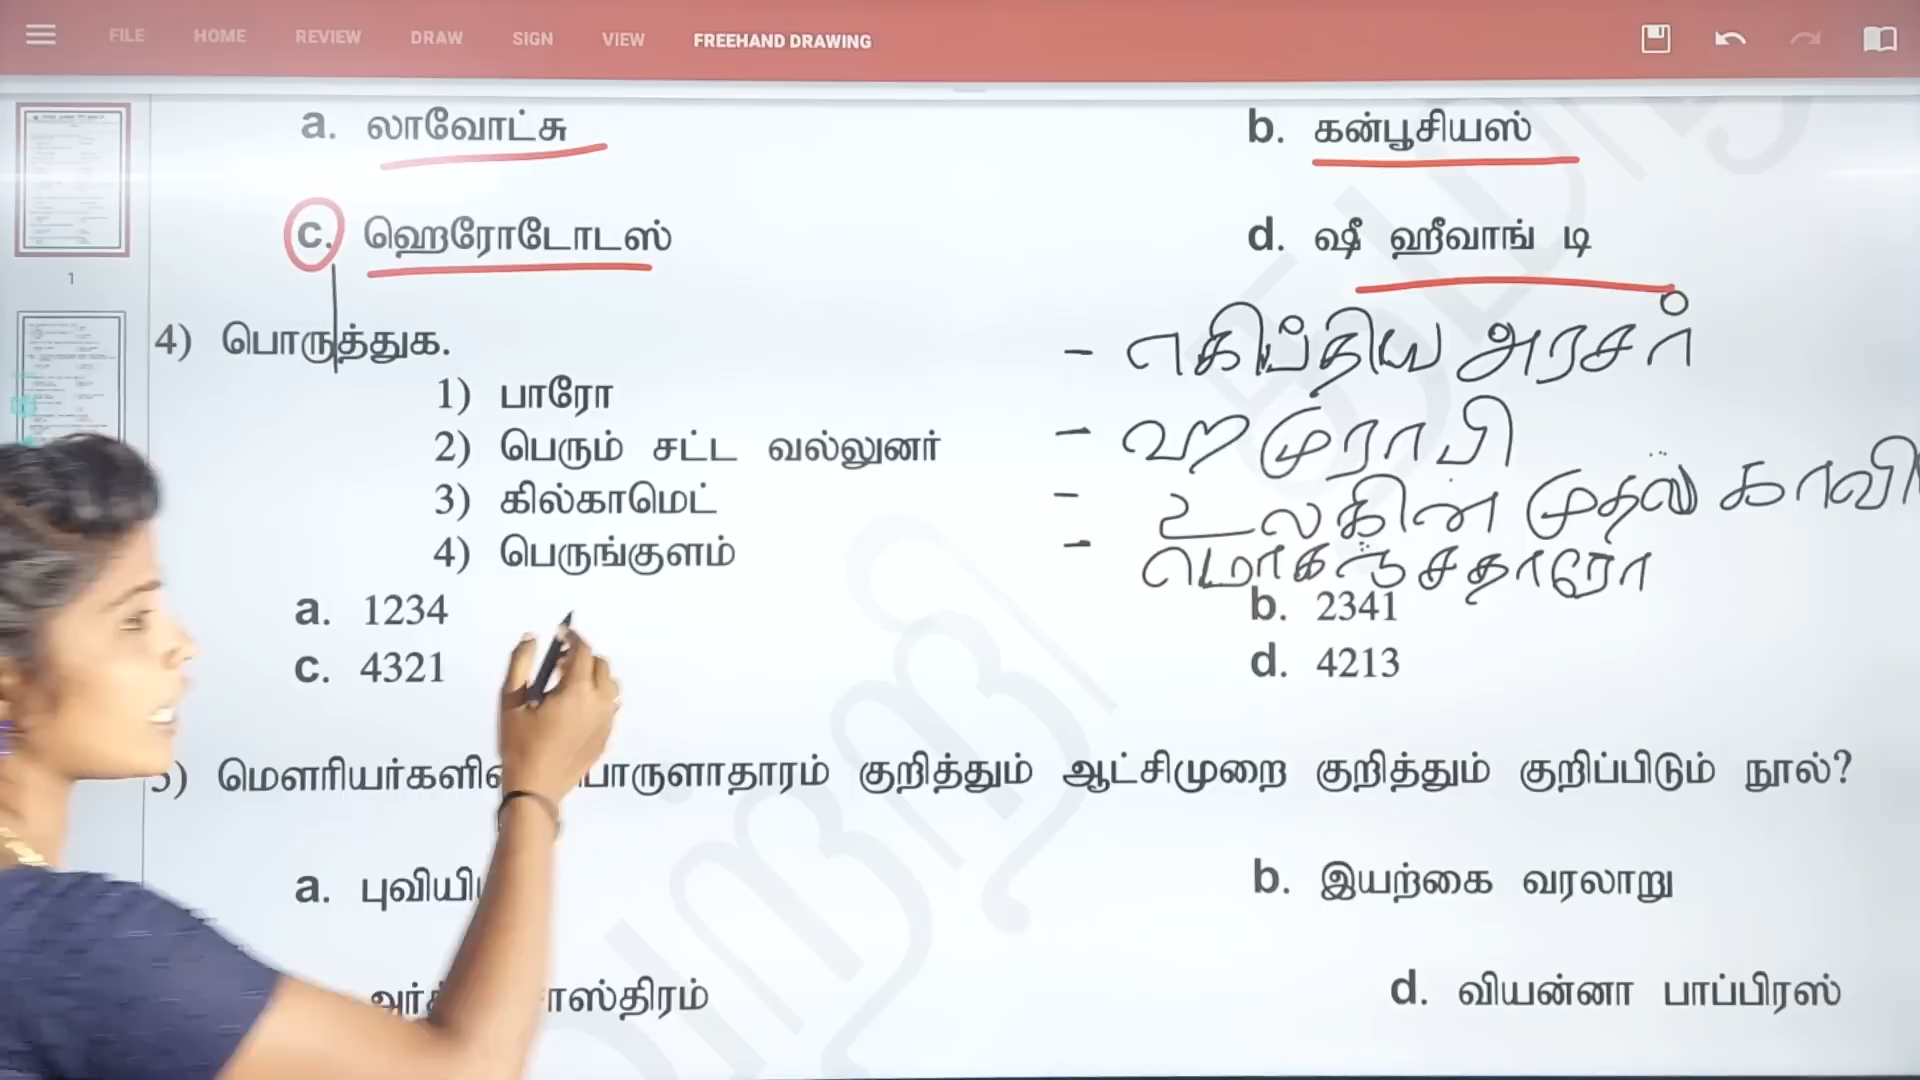 FILE HOME REVIEW DRAW SIGN VIEW FREEHAND DRAWING
a. லாவோட்சு b. கன்பூசியஸ்
c. ஹெரோடோடஸ் d. ஷீ ஹீவாங் டி
1
4) பொருத்துக.
1) பாரோ - எகிப்திய அரசர்
2) பெரும் சட்ட வல்லுனர் - ஹமுராபி
3) கில்காமெட் - உலகின் முதல் காவி
4) பெருங்குளம் - மொகஞ்சதாரோ
a. 1234 b. 2341
c. 4321 d. 4213
5) மௌரியர்களின் பொருளாதாரம் குறித்தும் ஆட்சிமுறை குறித்தும் குறிப்பிடும் நூல்?
a. b. இயற்கை வரலாறு
d. வியன்னா பாப்பிரஸ்